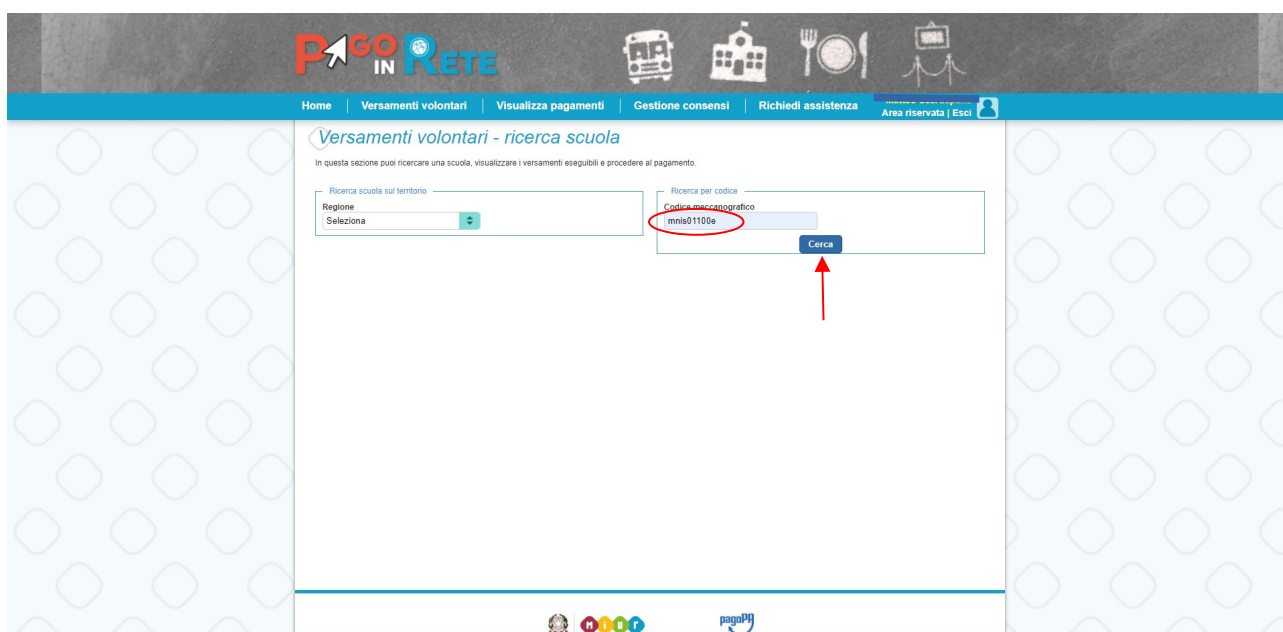 PAGO IN RETE
Home | Versamenti volontari | Visualizza pagamenti | Gestione consensi | Richiedi assistenza
Area riservata | Esci
Versamenti volontari - ricerca scuola
In questa sezione puoi ricercare una scuola, visualizzare i versamenti eseguibili e procedere al pagamento.
Ricerca scuola sul territorio
Regione
Seleziona
Ricerca per codice
Codice meccanografico
mnis01100e
Cerca
Miur
pagoPA